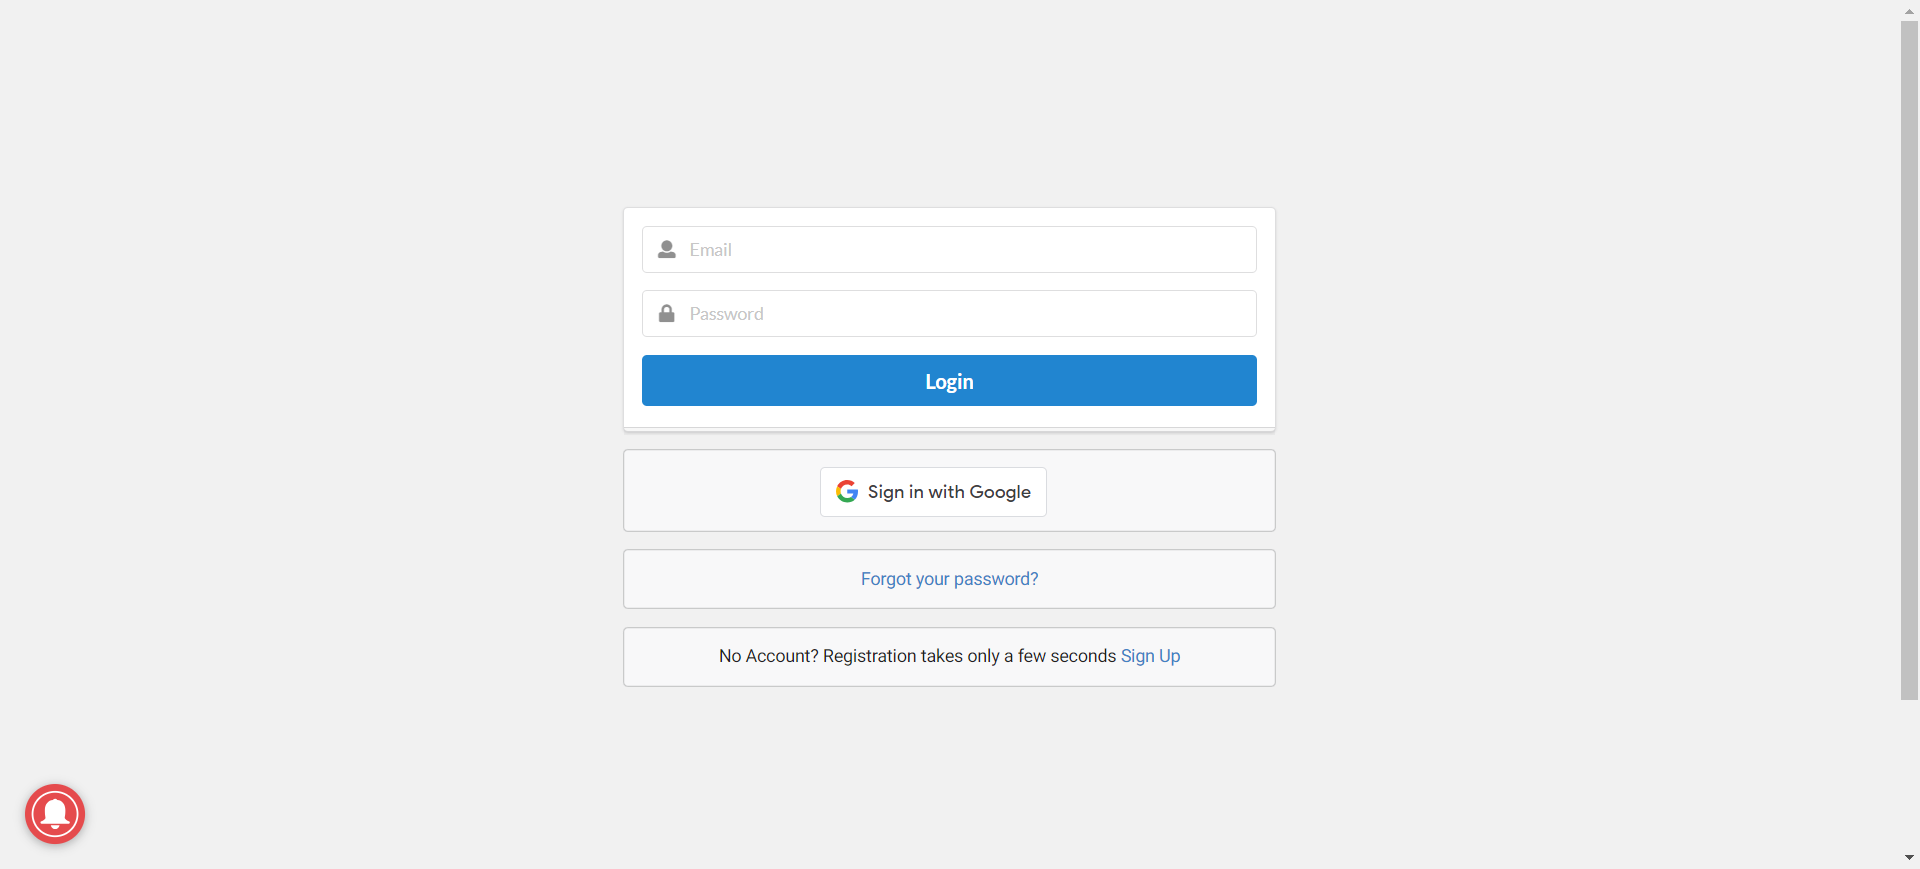 Email
Password
Login
Sign in with Google
Forgot your password?
No Account? Registration takes only a few seconds Sign Up